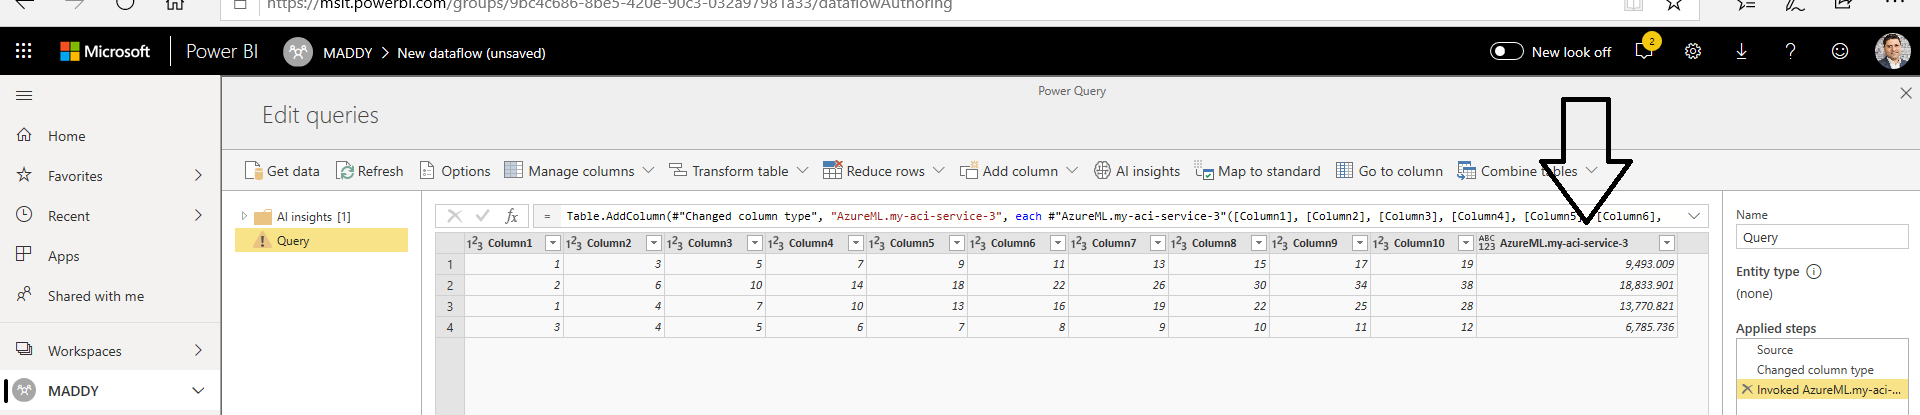 https://msit.powerbi.com/groups/9bc4c686-8be5-420e-90c3-032a97981a33/dataflowAuthoring
Microsoft Power BI MADDY > New dataflow (unsaved) New look off 2
Power Query
Edit queries
Home
Favorites
Recent
Apps
Shared with me
Workspaces
MADDY
Get data Refresh Options Manage columns Transform table Reduce rows Add column AI insights Map to standard Go to column Combine tables
AI insights [1]
Query
fx = Table.AddColumn(#"Changed column type", "AzureML.my-aci-service-3", each #"AzureML.my-aci-service-3"([Column1], [Column2], [Column3], [Column4], [Column5], [Column6],
Column1 Column2 Column3 Column4 Column5 Column6 Column7 Column8 Column9 Column10 AzureML.my-aci-service-3
1 1 3 5 7 9 11 13 15 17 19 9,493.009
2 2 6 10 14 18 22 26 30 34 38 18,833.901
3 1 4 7 10 13 16 19 22 25 28 13,770.821
4 3 4 5 6 7 8 9 10 11 12 6,785.736
Name
Query
Entity type
(none)
Applied steps
Source
Changed column type
Invoked AzureML.my-aci-...